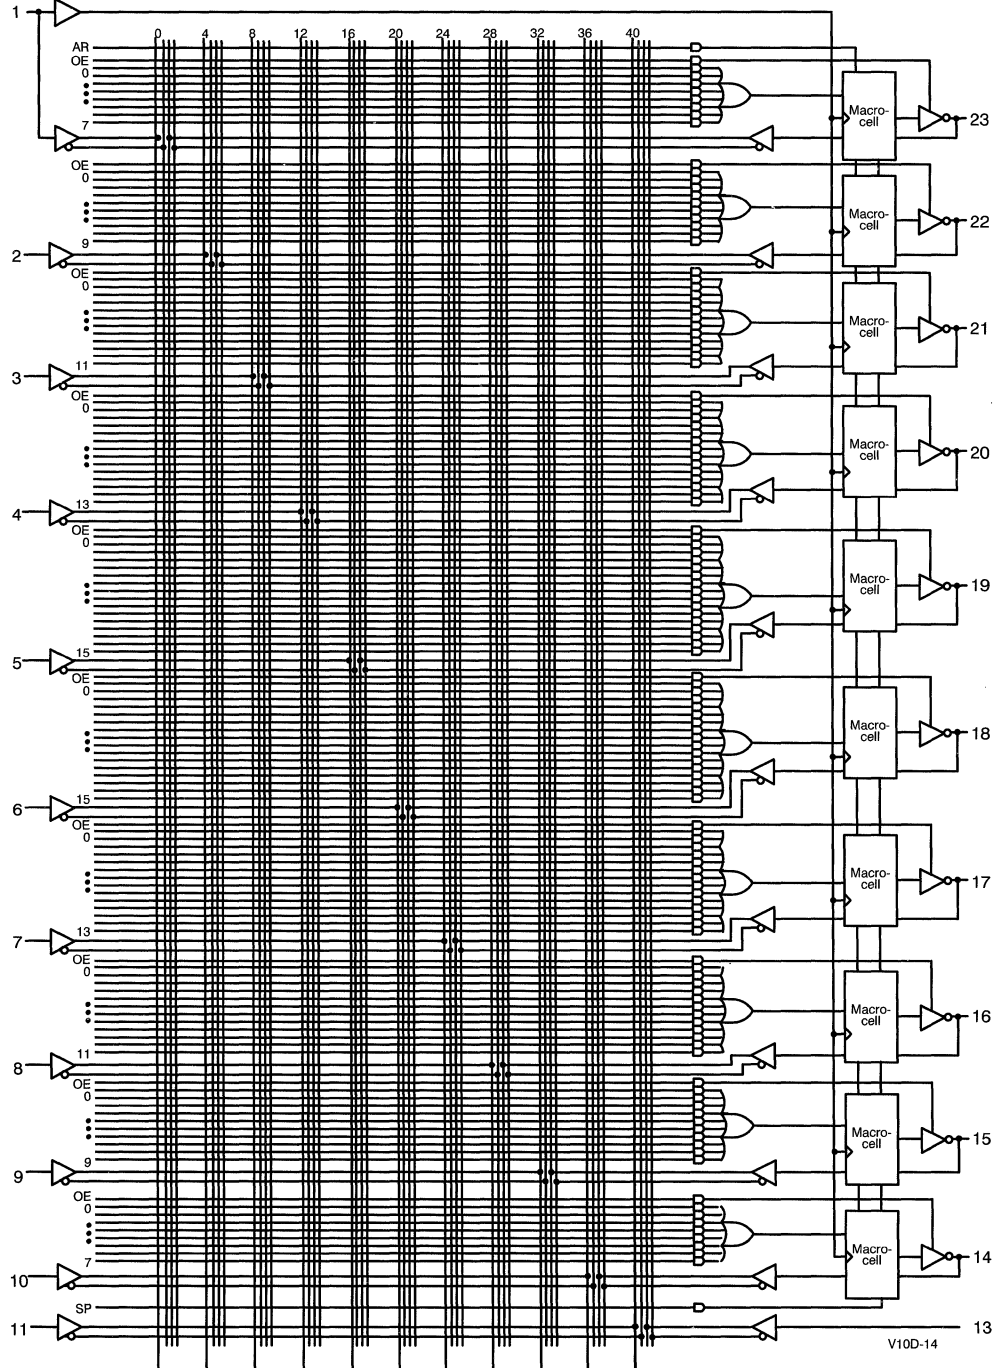 1
0 4 8 12 16 20 24 28 32 36 40
AR
OE
0
Macro-
cell
23
7
OE
0
Macro-
cell
22
9
2
OE
0
Macro-
cell
21
11
3
OE
0
Macro-
cell
20
13
4
OE
0
Macro-
cell
19
15
5
OE
0
Macro-
cell
18
15
6
OE
0
Macro-
cell
17
13
7
OE
0
Macro-
cell
16
11
8
OE
0
Macro-
cell
15
9
9
OE
0
Macro-
cell
14
7
10
SP
11
13
V10D-14